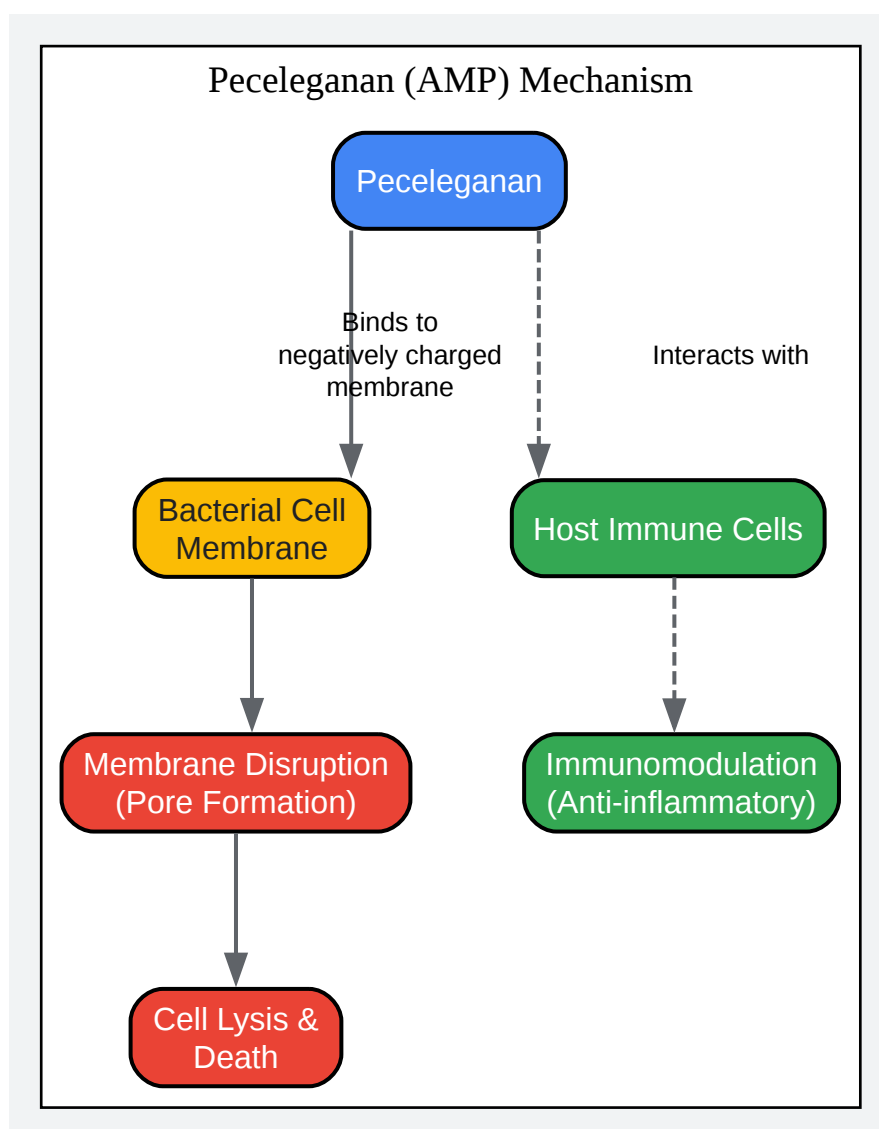 Peceleganan (AMP) Mechanism
Peceleganan
Binds to
negatively charged
membrane
Interacts with
Bacterial Cell
Membrane
Host Immune Cells
Membrane Disruption
(Pore Formation)
Immunomodulation
(Anti-inflammatory)
Cell Lysis &
Death